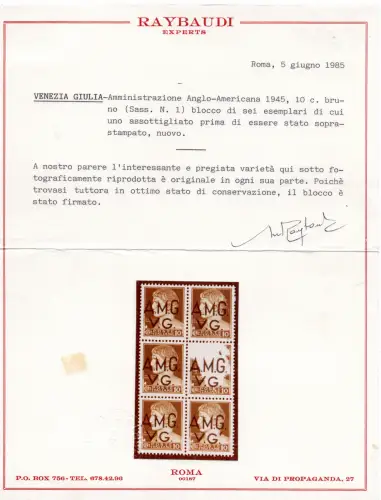 RAYBAUDI
EXPERTS
Roma, 5 giugno 1985
VENEZIA GIULIA-Amministrazione Anglo-Americana 1945, 10 c. bru-
no (Sass. N. 1) blocco di sei esemplari di cui
uno assottigliato prima di essere stato sopra-
stampato, nuovo.
A nostro parere l'interessante e pregiata varietà qui sotto fo-
tograficamente riprodotta è originale in ogni sua parte. Poichè
trovasi tuttora in ottimo stato di conservazione, il blocco è
stato firmato.
A.M.G. A.M.G.
V G V G
A.M.G. A.M.G.
V G V G
A.M.G. A.M.G.
V G V G
ROMA
P.O. BOX 756-TEL. 678.42.96 00187 VIA DI PROPAGANDA, 27